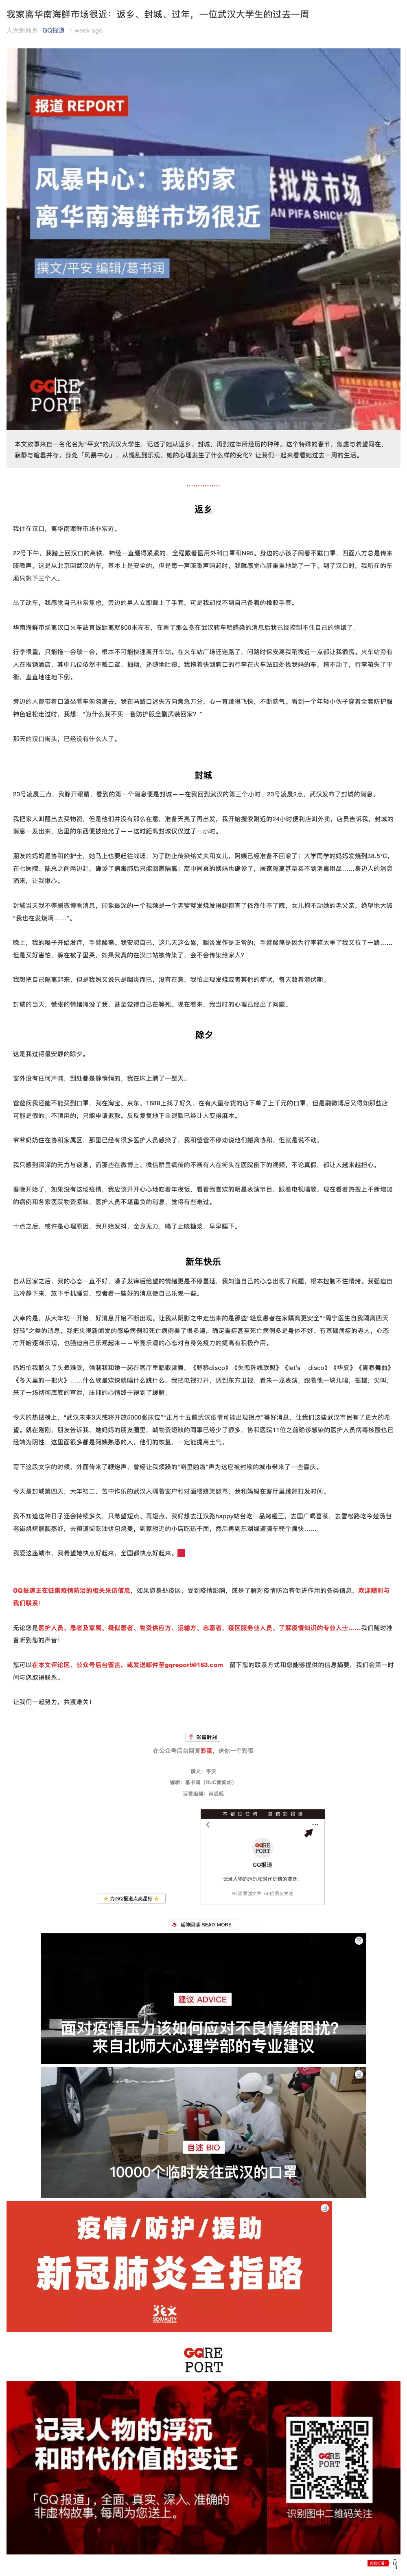 我家离华南海鲜市场很近：返乡、封城、过年，一位武汉大学生的过去一周
人大新闻系 GQ报道 1 week ago
报道 REPORT
风暴中心：我的家
离华南海鲜市场很近
撰文/平安 编辑/葛书润
批发市场
AN PIFA SHICH
GQ RE
PORT
本文故事来自一名化名为“平安”的武汉大学生，记述了她从返乡、封城，再到过年所经历的种种。这个特殊的春节，焦虑与希望同在，
寂静与喧嚣并存。身处「风暴中心」，从慌乱到乐观，她的心理发生了什么样的变化？让我们一起来看看她过去一周的生活。
返乡
我住在汉口，离华南海鲜市场非常近。
22号下午，我踏上回汉口的高铁，神经一直绷得紧紧的，全程戴着医用外科口罩和N95。身边的小孩子闹着不戴口罩，四面八方总是传来
咳嗽声。这是从北京回武汉的车，基本上是安全的，但是每一声咳嗽声响起时，我就感觉心脏重重地跳了一下。到了汉口时，我所在的车
厢只剩下三个人。
出了动车，我感觉自己非常焦虑，旁边的男人立即戴上了手套，可是我却找不到自己备着的橡胶手套。
华南海鲜市场离汉口火车站直线距离就800米左右，在看了那么多在武汉转车就感染的消息后我已经控制不住自己的情绪了。
行李很重，只能拖一会歇一会，根本不可能快速离开车站。在火车站广场还迷路了，问路时保安离我稍微近一点都让我很慌。火车站旁有
人在推销酒店，其中几位依然不戴口罩，抽烟，还随地吐痰。我拖着快到胸口的行李在火车站四处找我妈的车，拖不动了，行李箱失了平
衡，直直地往地下倒。
旁边的人都带着口罩坐着车匆匆离去，我在马路口迷失方向焦急万分，心一直跳得飞快，不断喘气。看到一个年轻小伙子穿着全套防护服
神色轻松走过时，我想：“为什么我不买一套防护服全副武装回家？”
那天的汉口街头，已经没有什么人了。
封城
23号凌晨三点，我睁开眼睛，看到的第一个消息便是封城——在我回到武汉的第三个小时，23号凌晨2点，武汉发布了封城的消息。
我把家人叫醒出去买物资，但是他们并没有那么在意，准备天亮了再出发，我开始搜索附近的24小时便利店叫外卖，店员告诉我，封城的
消息一发出来，店里的东西便被抢光了——这时距离封城仅仅过了一小时。
朋友的妈妈是协和的护士，她马上也要赶往战场，为了防止传染给丈夫和女儿，阿姨已经准备不回家了；大学同学的妈妈发烧到38.5℃，
在七医院，陆总之间两边赶，确诊了病毒肺后只能回家隔离；高中同桌的姨妈也确诊了，居家隔离甚至买不到消毒用品……身边人的消息
涌来，让我揪心。
封城当天我不停刷微博看消息，印象最深的一个视频是一个老爹爹发烧发得腿都直了依然住不了院，女儿抱不动她的老父亲，绝望地大喊
“我也在发烧啊……”。
晚上，我的嗓子开始发痒，手臂酸痛。我安慰自己，这几天这么累，咽炎发作是正常的，手臂酸痛是因为行李箱太重了我又拉了一路……
但是又好害怕，躲在被子里哭，如果我真的在汉口站被传染了，会不会传染给家人？
我想把自己隔离起来，但是我妈又说只是咽炎而已，没有在意。我怕出现发烧或者其他的症状，每天数着潜伏期。
封城的当天，慌张的情绪淹没了我，甚至觉得自己在等死。现在看来，我当时的心理已经出了问题。
除夕
这是我过得最安静的除夕。
窗外没有任何声响，到处都是静悄悄的，我在床上躺了一整天。
爸爸问我还能不能买到口罩，我在淘宝、京东、1688上找了好久，在有大量存货的店下单了上千元的口罩，但是刷微博后又得知那些店
可能是假的、不顶用的，只能申请退款。反反复复地下单退款已经让人变得麻木。
爷爷奶奶住在协和家属区，那里已经有很多医护人员感染了，我和爸爸不停劝说他们搬离协和，但就是说不动。
我只感到深深的无力与疲惫。而那些在微博上、微信群里疯传的不断有人在街头在医院倒下的视频，不论真假，都让人越来越担心。
春晚开始了，如果没有这场疫情，我应该开开心心地吃着年夜饭，看着我喜欢的明星表演节目，跟着电视唱歌。现在看着热搜上不断增加
的病例和各家医院物资紧缺、医护人员不堪重负的消息，觉得有些难过。
十点之后，或许是心理原因，我开始发抖，全身无力，喝了止咳糖浆，早早睡下。
新年快乐
自从回家之后，我的心态一直不好，嗓子发痒后绝望的情绪更是不停蔓延，我知道自己的心态出现了问题，根本控制不住情绪。我强迫自
己冷静下来，放下手机睡觉，或者看一些好的消息使自己乐观一些。
庆幸的是，从大年初一开始，好消息开始不断出现。让我从阴影之中走出来的是那些“轻度患者在家隔离更安全”“周宁医生自我隔离四天
好转”之类的消息。我把央视新闻发的感染病例和死亡病例看了很多遍，确定重症甚至死亡病例多是身体不好、有基础病症的老人，心态
才开始逐渐乐观，也强迫自己乐观起来——毕竟乐观的心态对自身免疫力的提高有积极作用。
妈妈怕我躺久了头晕难受，强制我和她一起在客厅里唱歌跳舞，《野狼disco》《失恋阵线联盟》《let's disco》《华夏》《青春舞曲》
《冬天里的一把火》……什么歌最欢快就唱什么跳什么。我把电视打开，调到东方卫视，看朱一龙表演，跟着他一块儿唱，摇摆，尖叫，
来了一场彻彻底底的宣泄，压抑的心情终于得到了缓解。
今天的热搜榜上，“武汉未来3天或将开放5000张床位”“正月十五前武汉疫情可能出现拐点”等好消息，让我们这些武汉市民有了更大的希
望。就在刚刚，朋友告诉我，她妈妈的朋友圈里，喊物资短缺的同事已经少了很多，协和医院11位之前确诊感染的医护人员病毒核酸也已
经转为阴性，这里面很多都是阿姨熟悉的人，他们的恢复，一定能提高士气。
写下这段文字的时候，外面传来了鞭炮声，曾经让我烦躁的“噼里啪啦”声为这座被封锁的城市带来了一些喜庆。
今天是封城第四天，大年初二。苦中作乐的武汉人隔着窗户和对面楼嬉笑怒骂，我和妈妈在客厅里跳舞打发时间。
我不知道这种日子还会持续多久，只希望短点、再短点。我好想去江汉路happy站台吃一品烤翅王，去国广喝喜茶，去雪松路吃今楚汤包
老街烧烤靓靓蒸虾，去粮道街吃油饼包烧麦，到家附近的小店吃热干面，然后再到东湖绿道骑车骑个痛快……
我爱这座城市，我希望她快点好起来，全国都快点好起来。
GQ报道正在征集疫情防治的相关采访信息，如果您身处疫区、受到疫情影响，或是了解对疫情防治有促进作用的各类信息，欢迎随时与
我们联系！
无论您是医护人员、患者及家属、疑似患者、物资供应方、运输方、志愿者、疫区服务业人员、了解疫情知识的专业人士……我们随时准
备听到您的声音！
您可以在本文评论区、公众号后台留言，或发送邮件至gqreport@163.com 留下您的联系方式和您能够提供的信息摘要，我们会第一时
间与您取得联系。
让我们一起努力，共渡难关！
彩蛋时刻
在公众号后台回复彩蛋，送你一个彩蛋
撰文：平安
编辑：葛书润（RUC新闻坊）
运营编辑：肖呱呱
不错过任何一篇精彩报道
GQ RE
PORT
GQ报道
记录人物的浮沉和时代价值的变迁。
94篇原创文章 59位朋友关注
为GQ报道点亮星标
延伸阅读 READ MORE
建议 ADVICE
面对疫情压力该如何应对不良情绪困扰？
来自北师大心理学部的专业建议
自述 BIO
10000个临时发往武汉的口罩
疫情/防护/援助
新冠肺炎全指路
SEXUALITY
GQ RE
PORT
记录人物的浮沉
和时代价值的变迁
「GQ报道」，全面、真实、深入、准确的
非虚构故事，每周为您送上。
GQ RE
PORT
识别图中二维码关注